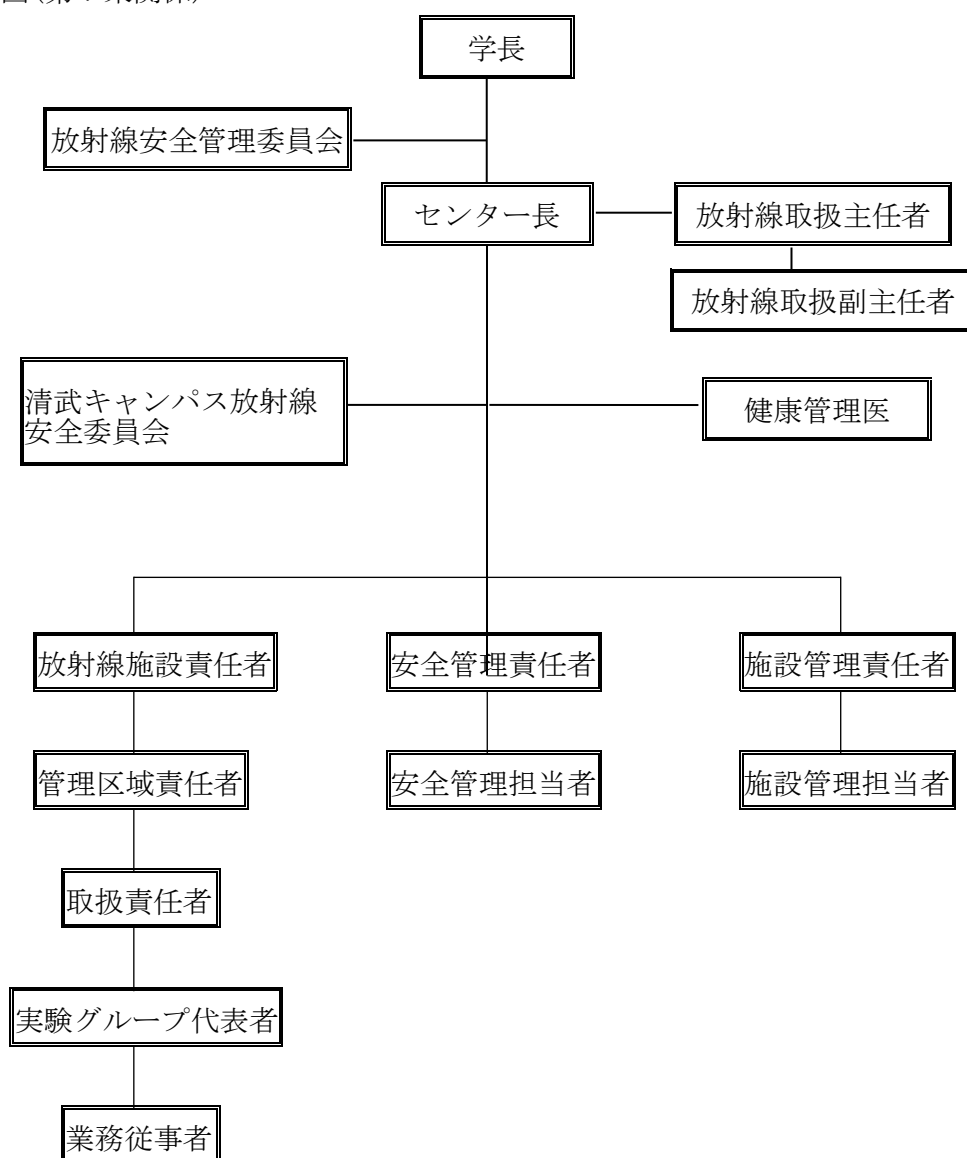 学長
放射線安全管理委員会
センター長
放射線取扱主任者
放射線取扱副主任者
清武キャンパス放射線
安全委員会
健康管理医
放射線施設責任者
安全管理責任者
施設管理責任者
管理区域責任者
安全管理担当者
施設管理担当者
取扱責任者
実験グループ代表者
業務従事者